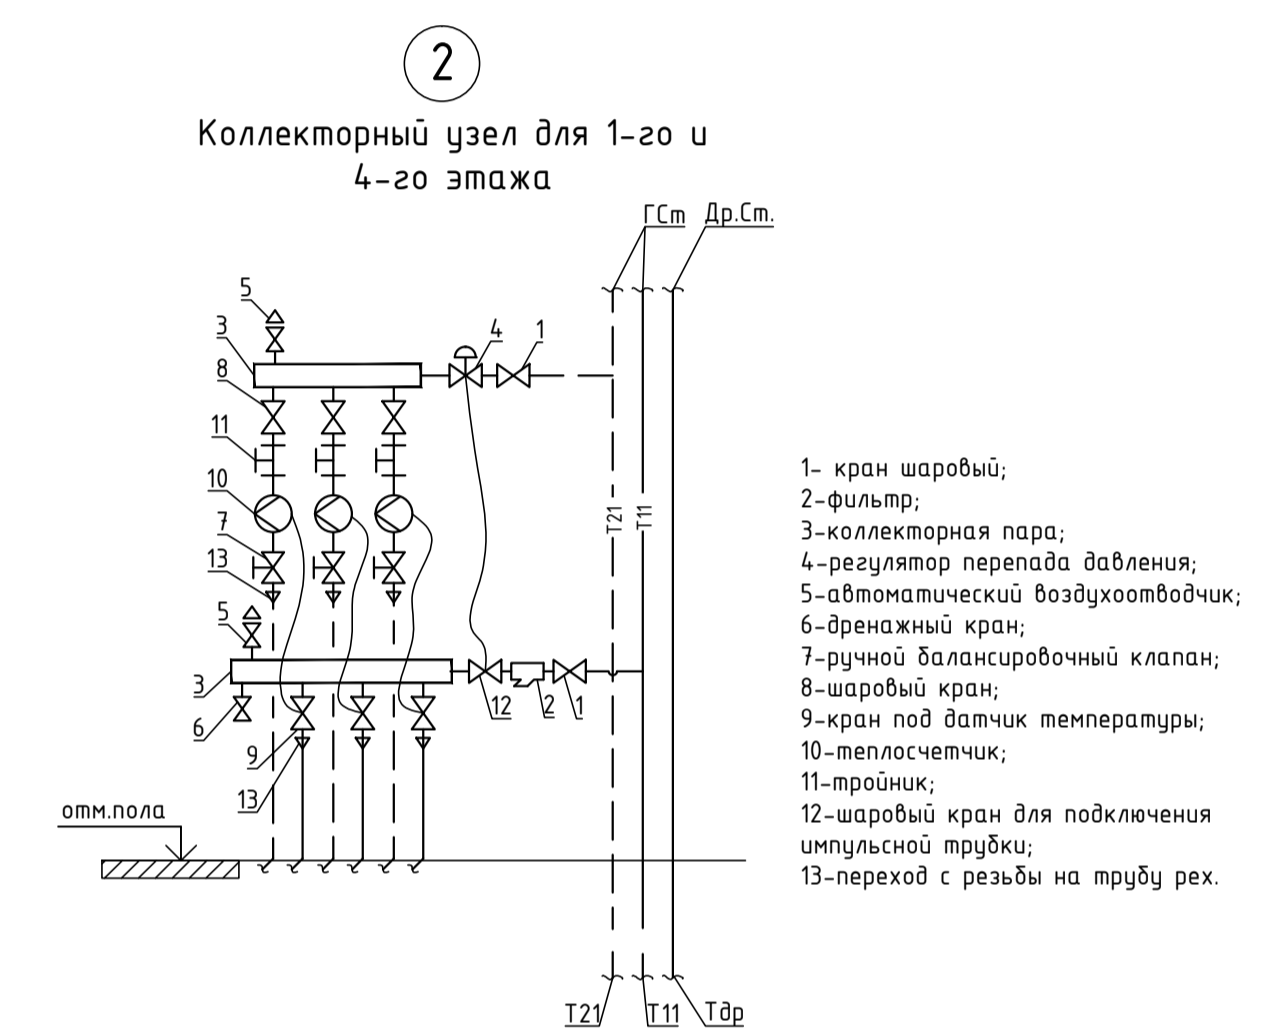 2
Коллекторный узел для 1-го и
4-го этажа
ГСт Др.Ст.
5
3
4
1
8
11
10
7
13
5
3
6
9
13
12
2
1
Т21
Т11
отм.пола
Т21 Т11 Тдр
1- кран шаровый;
2-фильтр;
3-коллекторная пара;
4-регулятор перепада давления;
5-автоматический воздухоотводчик;
6-дренажный кран;
7-ручной балансировочный клапан;
8-шаровый кран;
9-кран под датчик температуры;
10-теплосчетчик;
11-тройник;
12-шаровый кран для подключения
импульсной трубки;
13-переход с резьбы на трубу рех.